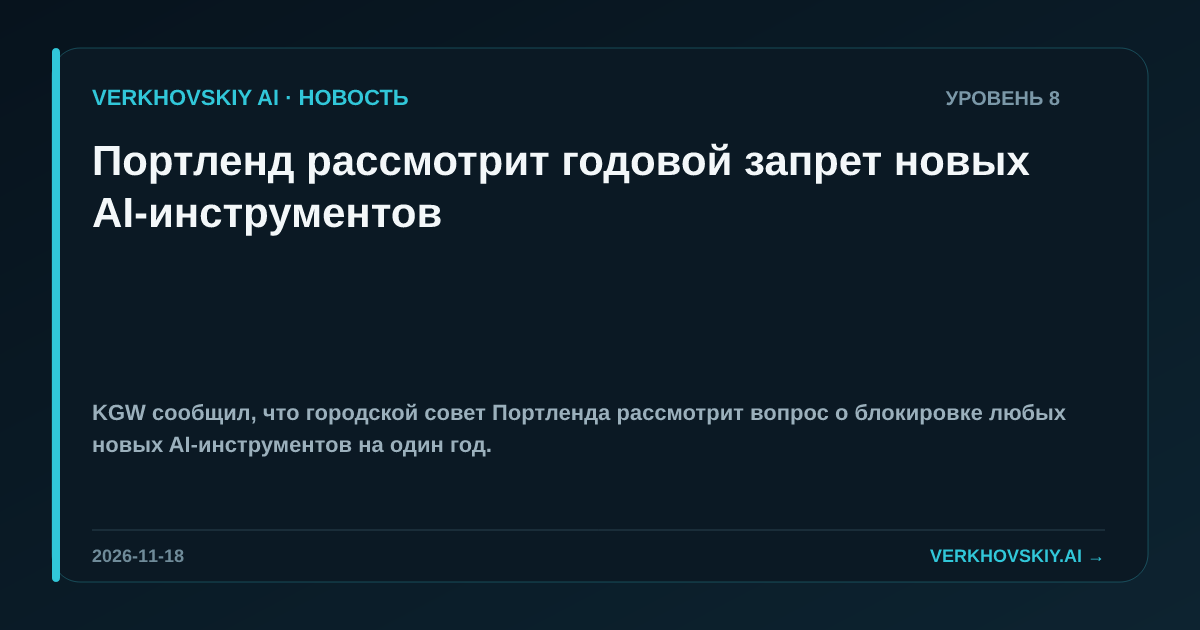 VERKHOVSKIY AI · НОВОСТЬ
УРОВЕНЬ 8
Портленд рассмотрит годовой запрет новых
AI-инструментов
KGW сообщил, что городской совет Портленда рассмотрит вопрос о блокировке любых
новых AI-инструментов на один год.
2026-11-18
VERKHOVSKIY.AI →